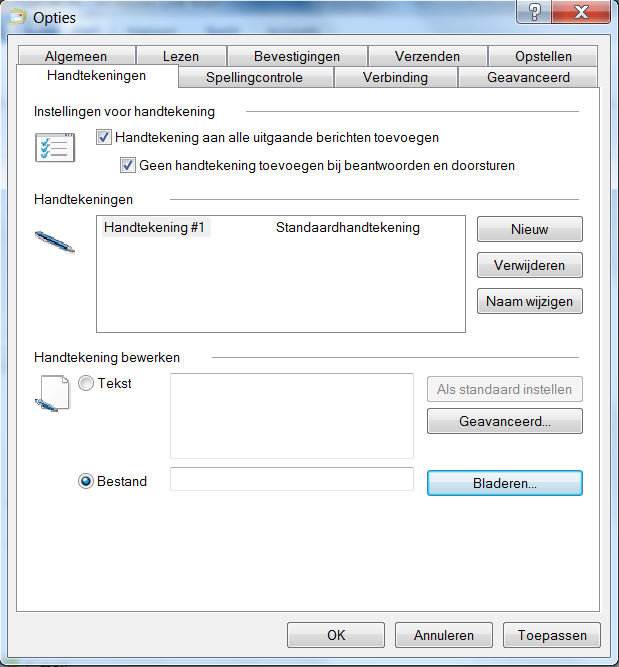 Opties
Algemeen Lezen Bevestigingen Verzenden Opstellen
Handtekeningen Spellingcontrole Verbinding Geavanceerd
Instellingen voor handtekening
Handtekening aan alle uitgaande berichten toevoegen
Geen handtekening toevoegen bij beantwoorden en doorsturen
Handtekeningen
Handtekening #1 Standaardhandtekening
Nieuw
Verwijderen
Naam wijzigen
Handtekening bewerken
Tekst
Als standaard instellen
Geavanceerd...
Bestand
Bladeren...
OK Annuleren Toepassen